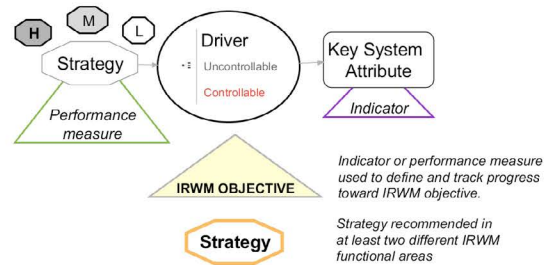 H
M
L
Strategy
Performance
measure
Driver
Uncontrollable
Controllable
Key System
Attribute
Indicator
IRWM OBJECTIVE
Indicator or performance measure
used to define and track progress
toward IRWM objective.
Strategy
Strategy recommended in
at least two different IRWM
functional areas